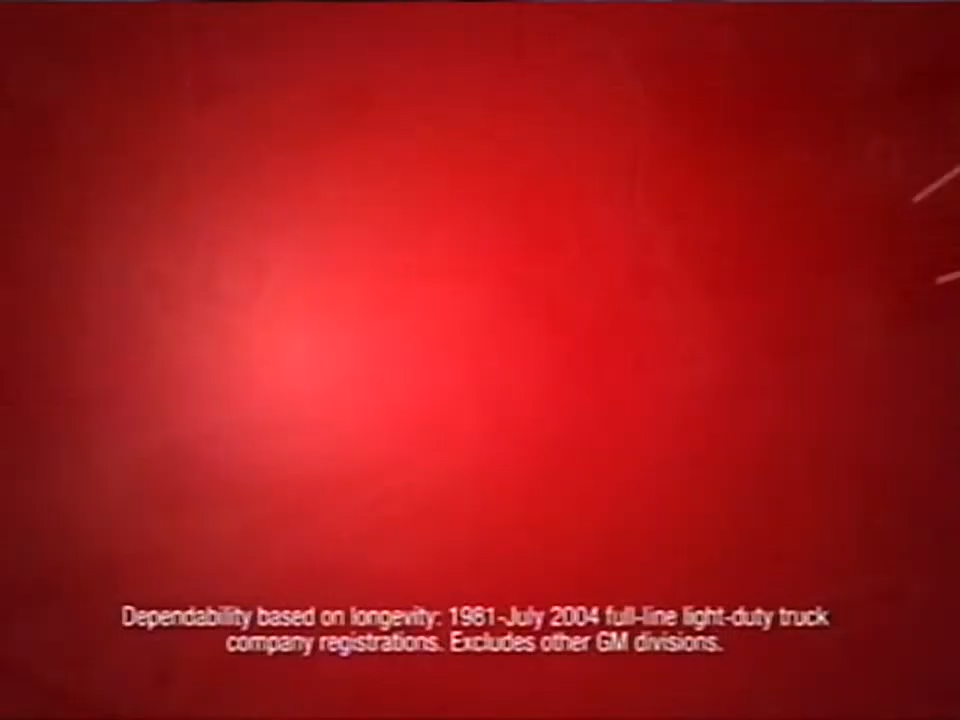 Dependability based on longevity: 1981-July 2004 full-line light-duty truck
company registrations. Excludes other GM divisions.